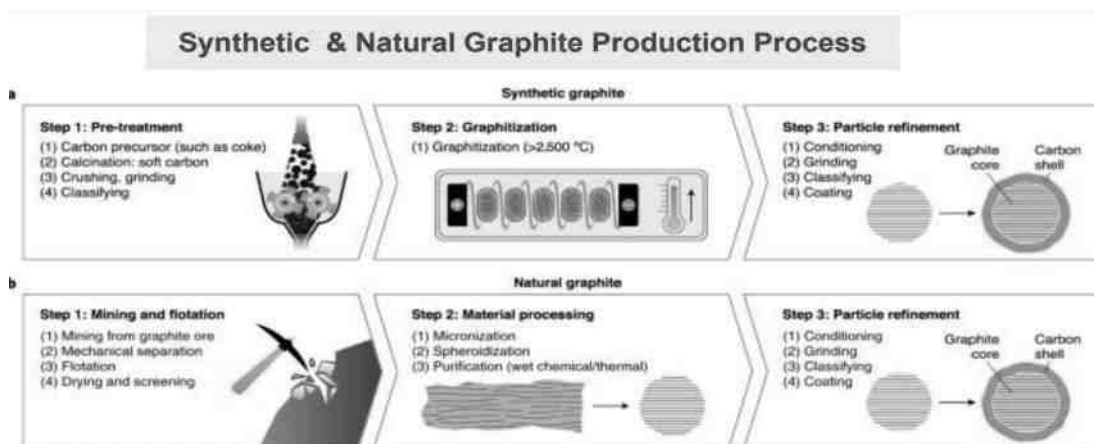 Synthetic & Natural Graphite Production Process
a
Synthetic graphite
Step 1: Pre-treatment
(1) Carbon precursor (such as coke)
(2) Calcination: soft carbon
(3) Crushing, grinding
(4) Classifying
Step 2: Graphitization
(1) Graphitization (>2,500 °C)
Step 3: Particle refinement
(1) Conditioning
(2) Grinding
(3) Classifying
(4) Coating
Graphite
core
Carbon
shell
b
Natural graphite
Step 1: Mining and flotation
(1) Mining from graphite ore
(2) Mechanical separation
(3) Flotation
(4) Drying and screening
Step 2: Material processing
(1) Micronization
(2) Spheroidization
(3) Purification (wet chemical/thermal)
Step 3: Particle refinement
(1) Conditioning
(2) Grinding
(3) Classifying
(4) Coating
Graphite
core
Carbon
shell